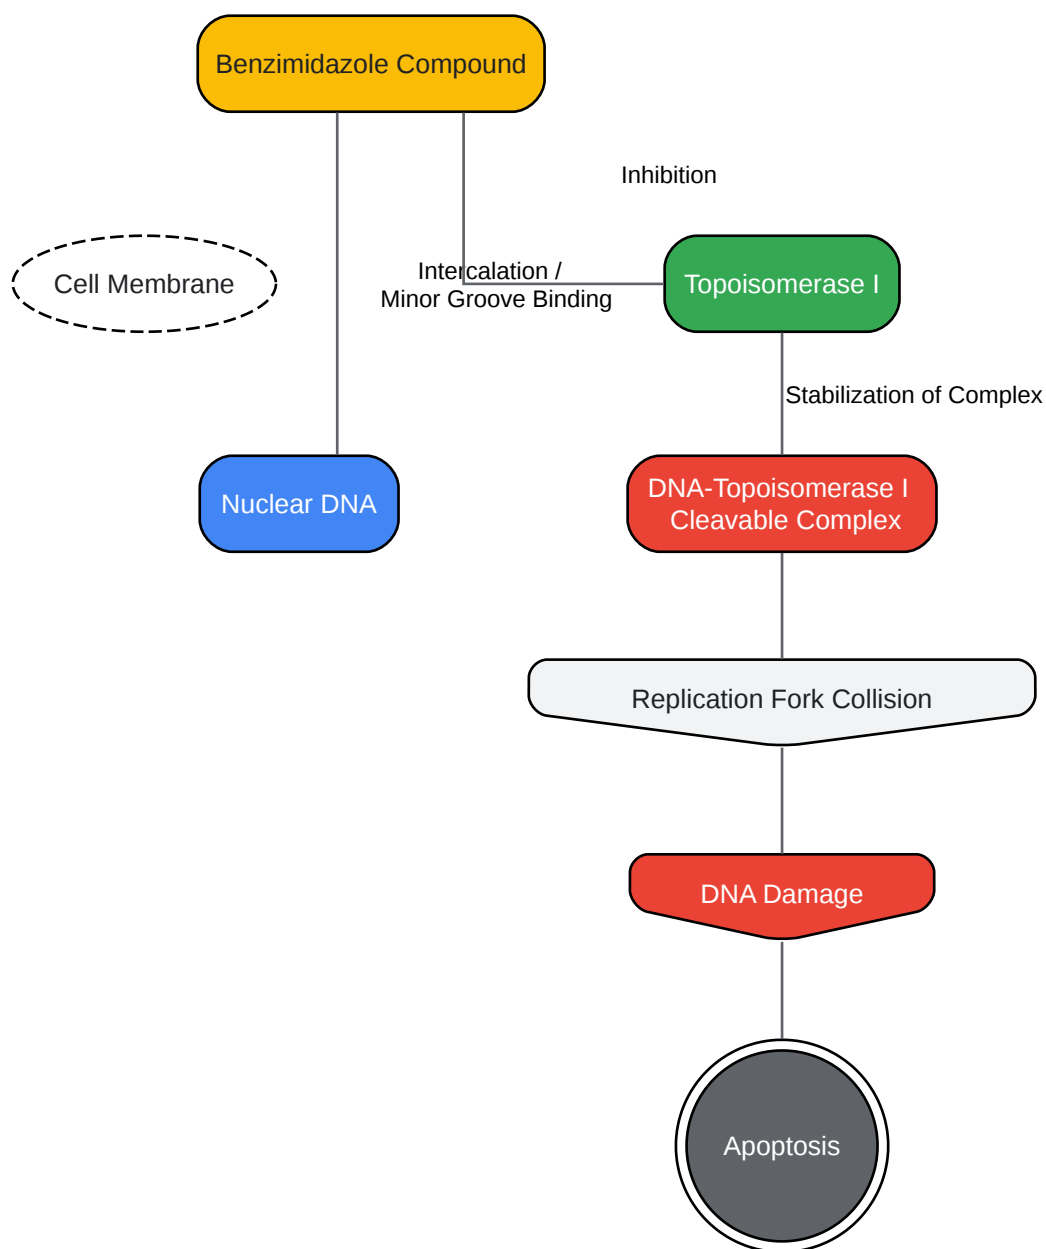 Benzimidazole Compound
Inhibition
Cell Membrane
Intercalation /
Minor Groove Binding
Topoisomerase I
Stabilization of Complex
Nuclear DNA
DNA-Topoisomerase I
Cleavable Complex
Replication Fork Collision
DNA Damage
Apoptosis